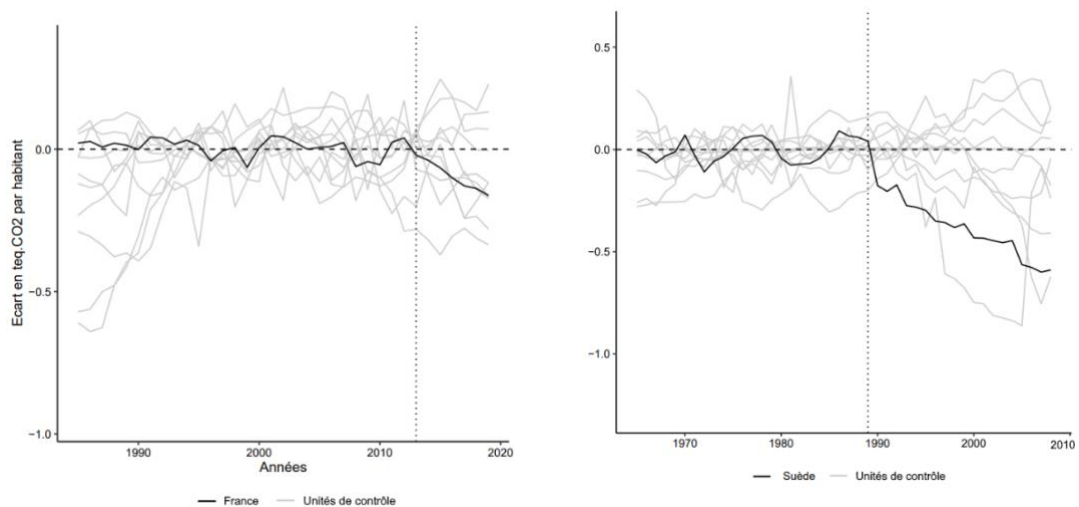 Ecart en teq.CO2 par habitant
0.0
−0.5
−1.0
1990
2000
2010
2020
Années
France
Unités de contrôle
0.5
0.0
−0.5
−1.0
1970
1980
1990
2000
2010
Suède
Unités de contrôle